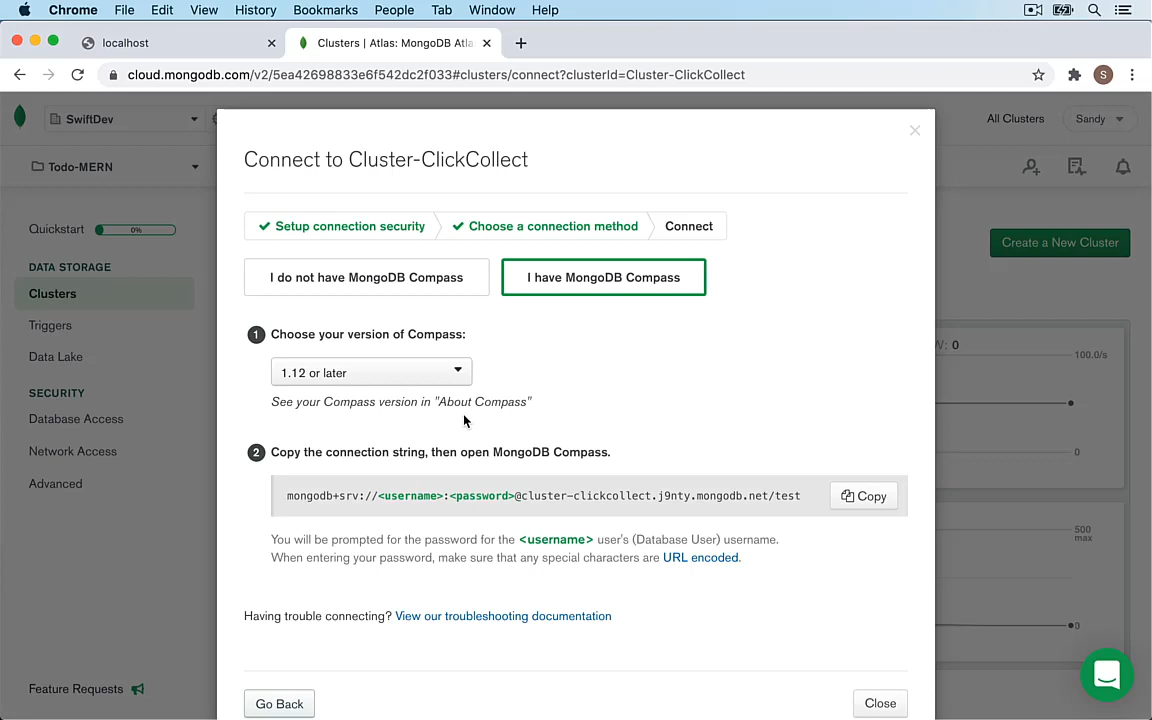 Chrome File Edit View History Bookmarks People Tab Window Help
localhost
Clusters | Atlas: MongoDB Atla
cloud.mongodb.com/v2/5ea42698833e6f542dc2f033#clusters/connect?clusterId=Cluster-ClickCollect
S
SwiftDev
All Clusters
Sandy
Todo-MERN
Connect to Cluster-ClickCollect
Setup connection security
Choose a connection method
Connect
Quickstart
0%
Create a New Cluster
DATA STORAGE
Clusters
Triggers
Data Lake
SECURITY
Database Access
Network Access
Advanced
I do not have MongoDB Compass
I have MongoDB Compass
1 Choose your version of Compass:
1.12 or later
See your Compass version in "About Compass"
2 Copy the connection string, then open MongoDB Compass.
mongodb+srv://<username>:<password>@cluster-clickcollect.j9nty.mongodb.net/test
Copy
You will be prompted for the password for the <username> user's (Database User) username.
When entering your password, make sure that any special characters are URL encoded.
Having trouble connecting? View our troubleshooting documentation
W: 0
100.0/s
0
500
max
0
Feature Requests
Go Back
Close